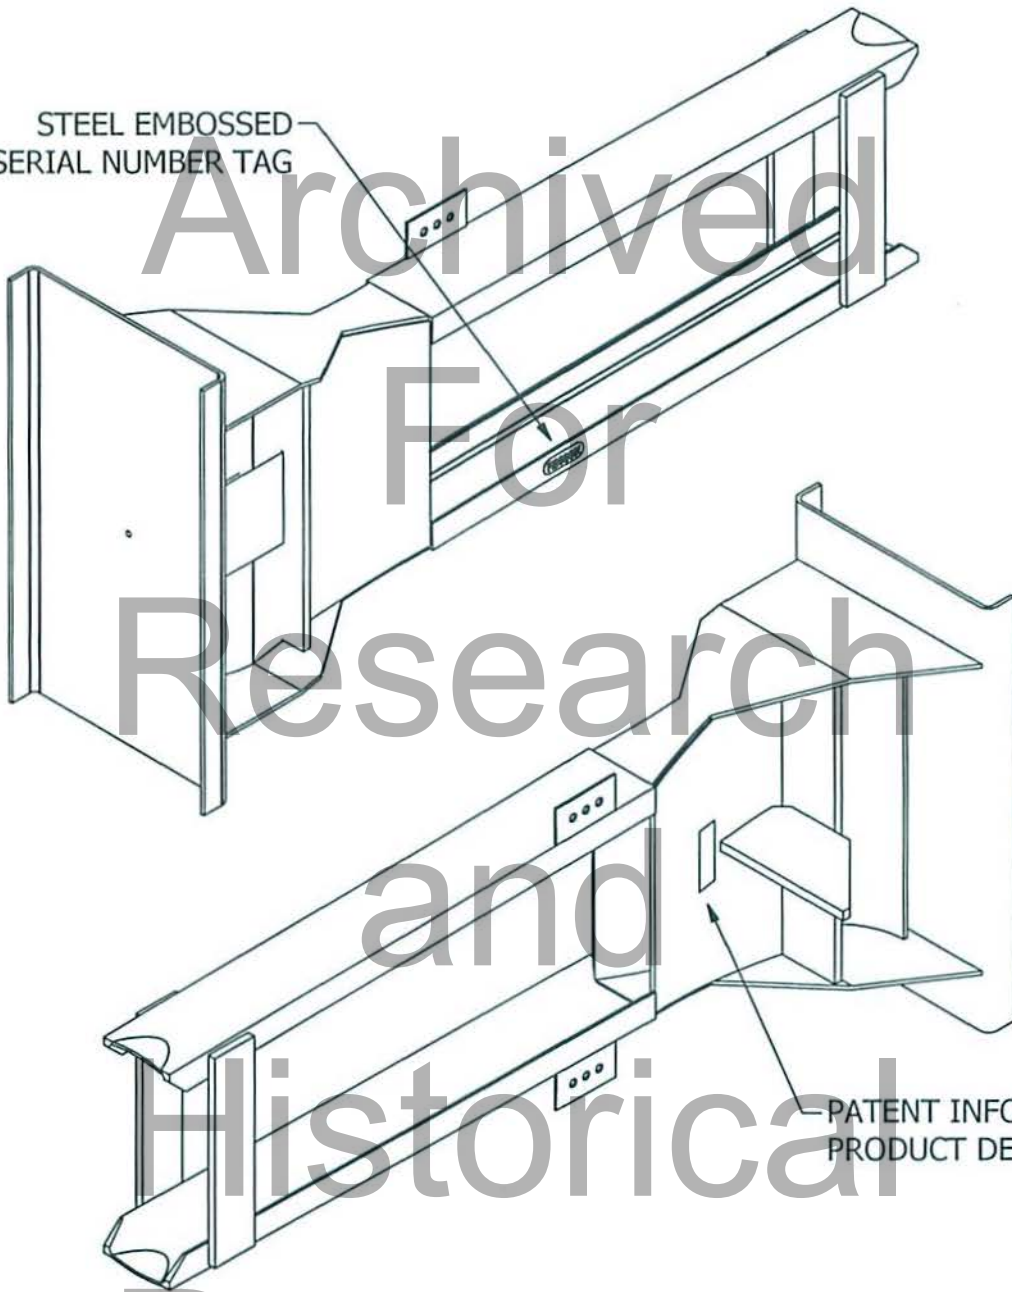 STEEL EMBOSSED
SERIAL NUMBER TAG
Archived
For
Research
and
Historical
PATENT INFO
PRODUCT DE